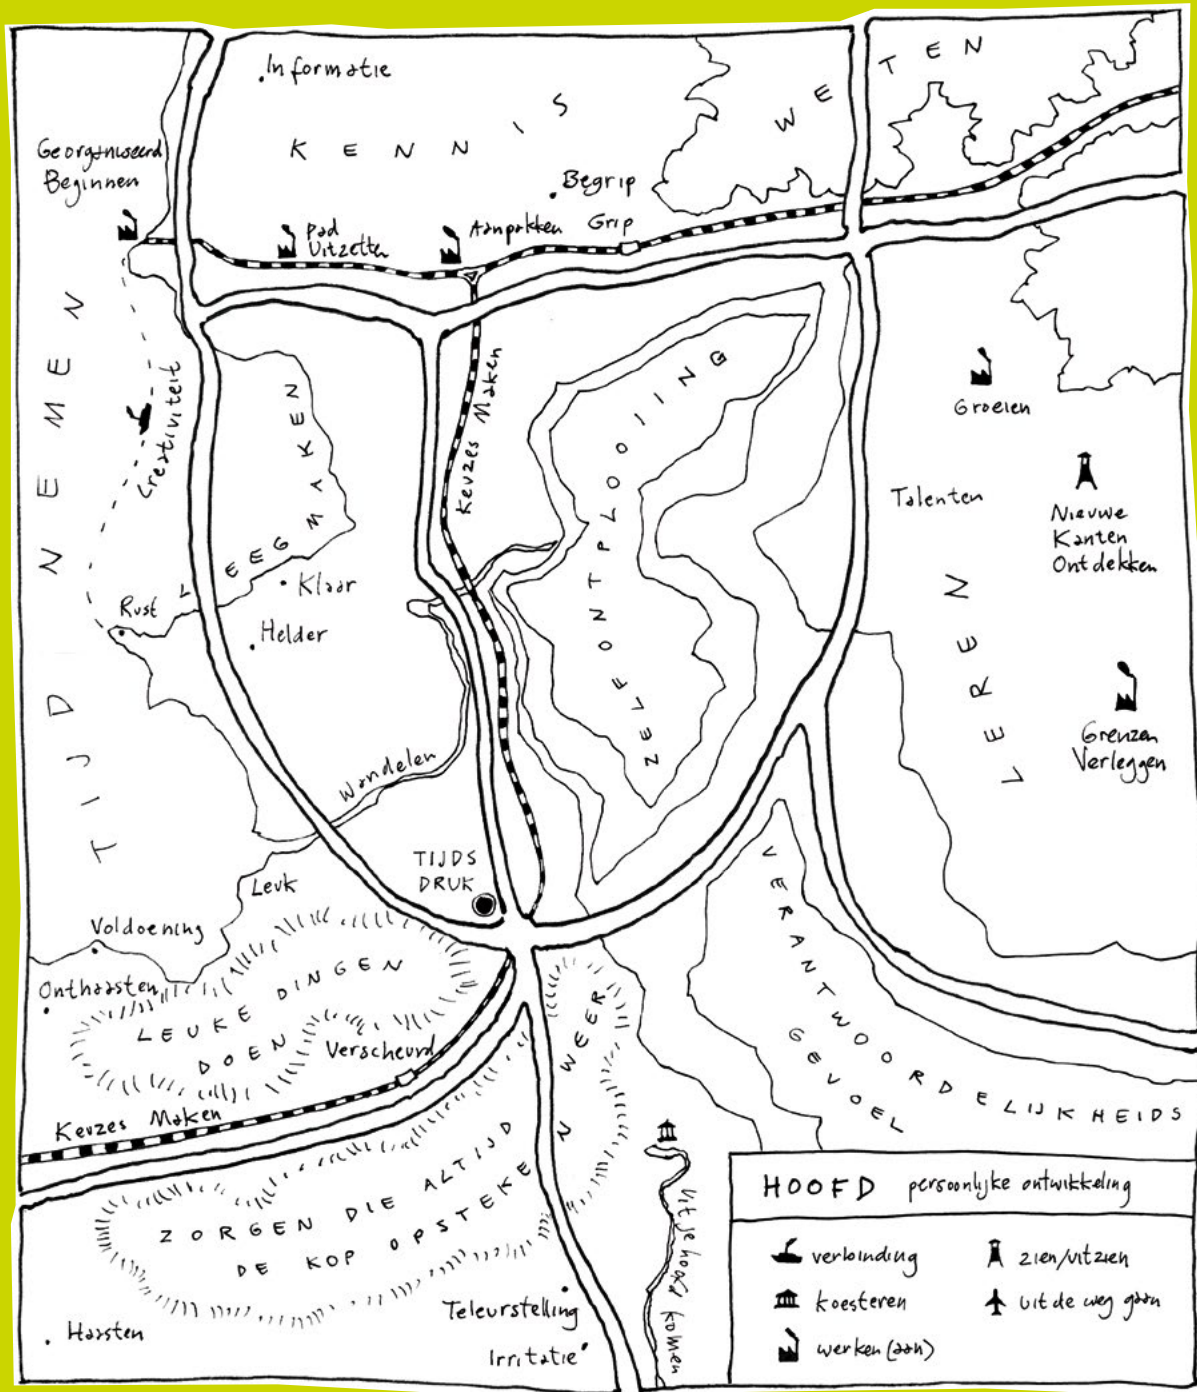 Informatie
KENNIS
WETEN
Georganiseerd
Beginnen
Begrip
Pad
Uitzetten
Aanpakken
Grip
TIJD NEMEN
Creativiteit
LEEG MAKEN
Keuzes Maken
ZELFONTPLOOIING
Groeien
Talenten
Nieuwe
Kanten
Ontdekken
LEREN
Klaar
Rust
Helder
Grenzen
Verleggen
Wandelen
TIJDS
DRUK
Leuk
Voldoening
Onthaasten
LEUKE DINGEN
DOEN
Verscheurd
Keuzes Maken
VERANTWOORDELIJKHEIDS
GEVOEL
ZORGEN DIE ALTIJD
DE KOP OPSTEKEN WEER
Uit je hoofd komen
Teleurstelling
Irritatie
Haasten
HOOFD persoonlijke ontwikkeling
verbinding
zien/uitzien
koesteren
uit de weg gaan
werken (aan)